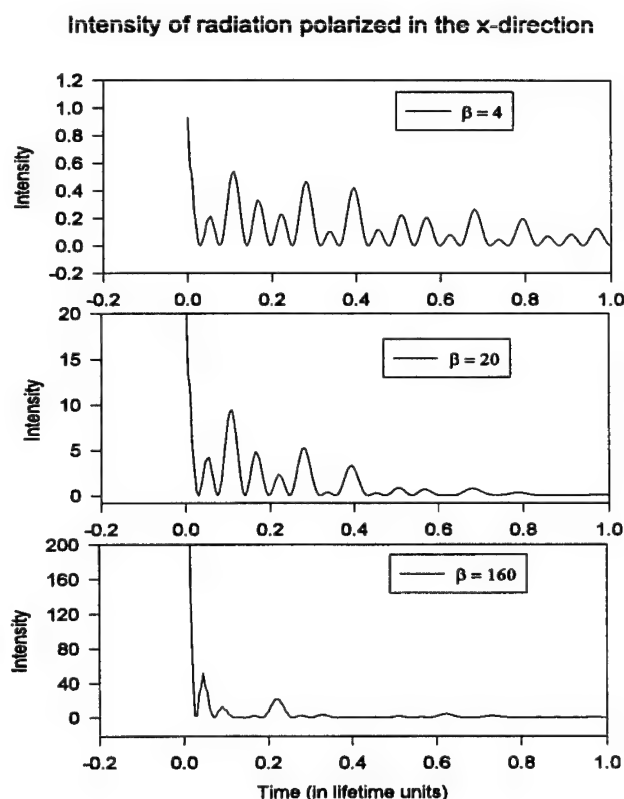 Intensity of radiation polarized in the x-direction
1.2
1.0
0.8
0.6
0.4
0.2
0.0
-0.2
Intensity
β = 4
-0.2 0.0 0.2 0.4 0.6 0.8 1.0
20
15
10
5
0
Intensity
β = 20
-0.2 0.0 0.2 0.4 0.6 0.8 1.0
200
160
120
80
40
0
Intensity
β = 160
-0.2 0.0 0.2 0.4 0.6 0.8 1.0
Time (in lifetime units)